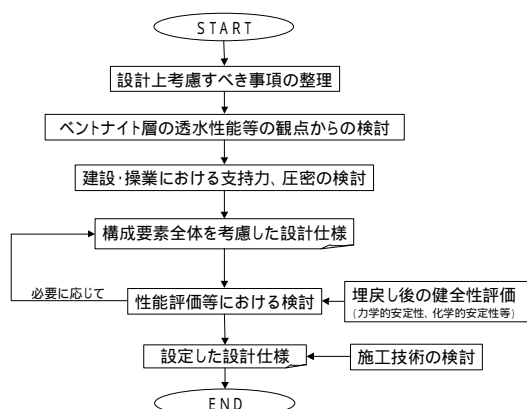 START
設計上考慮すべき事項の整理
ベントナイト層の透水性能等の観点からの検討
建設・操業における支持力、圧密の検討
構成要素全体を考慮した設計仕様
必要に応じて
性能評価等における検討
埋戻し後の健全性評価
(力学的安定性、化学的安定性等)
設定した設計仕様
施工技術の検討
END